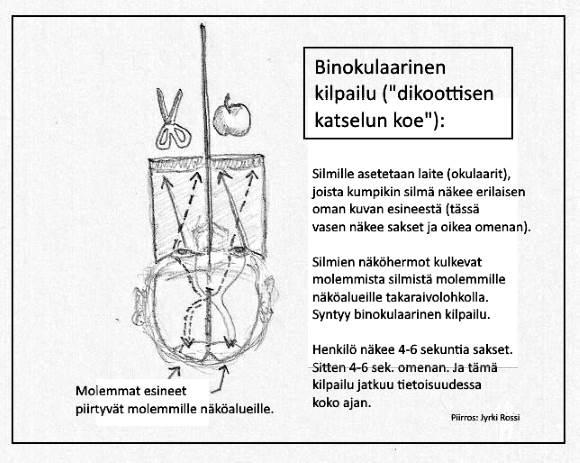 Binokulaarinen
kilpailu ("dikoottisen
katselun koe"):
Silmille asetetaan laite (okulaarit),
joista kumpikin silmä näkee erilaisen
oman kuvan esineestä (tässä
vasen näkee sakset ja oikea omenan).
Silmien näköhermot kulkevat
molemmista silmistä molemmille
näköalueille takaraivolohkolla.
Syntyy binokulaarinen kilpailu.
Henkilö näkee 4-6 sekuntia sakset.
Sitten 4-6 sek. omenan. Ja tämä
kilpailu jatkuu tietoisuudessa
koko ajan.
Piirros: Jyrki Rossi
Molemmat esineet
piirtyvät molemmille näköalueille.